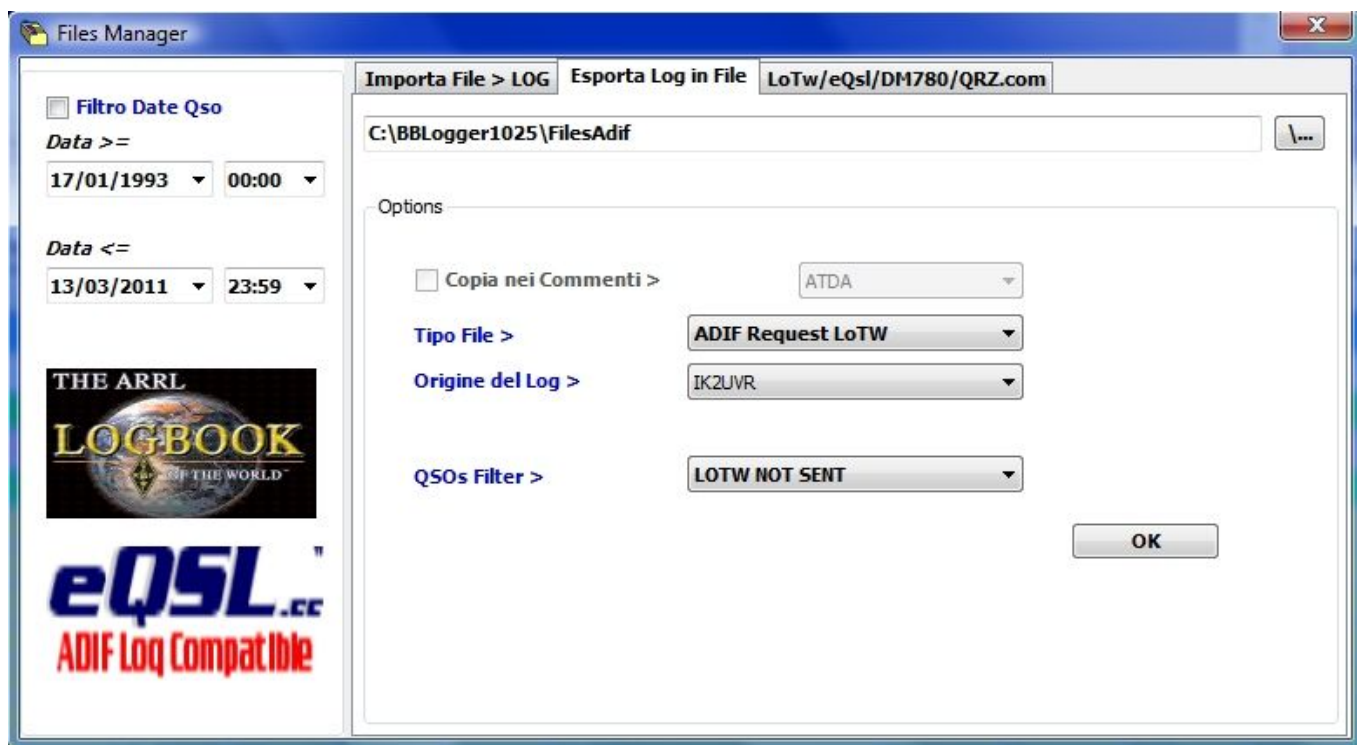 Files Manager
X
Filtro Date Qso
Data >=
17/01/1993 00:00
Data <=
13/03/2011 23:59
THE ARRL
LOGBOOK
OF THE WORLD
eQSL.cc
™
ADIF Log Compatible
Importa File > LOG Esporta Log in File LoTw/eQsl/DM780/QRZ.com
C:\BBLogger1025\FilesAdif \...
Options
Copia nei Commenti > ATDA
Tipo File > ADIF Request LoTW
Origine del Log > IK2UVR
QSOs Filter > LOTW NOT SENT
OK